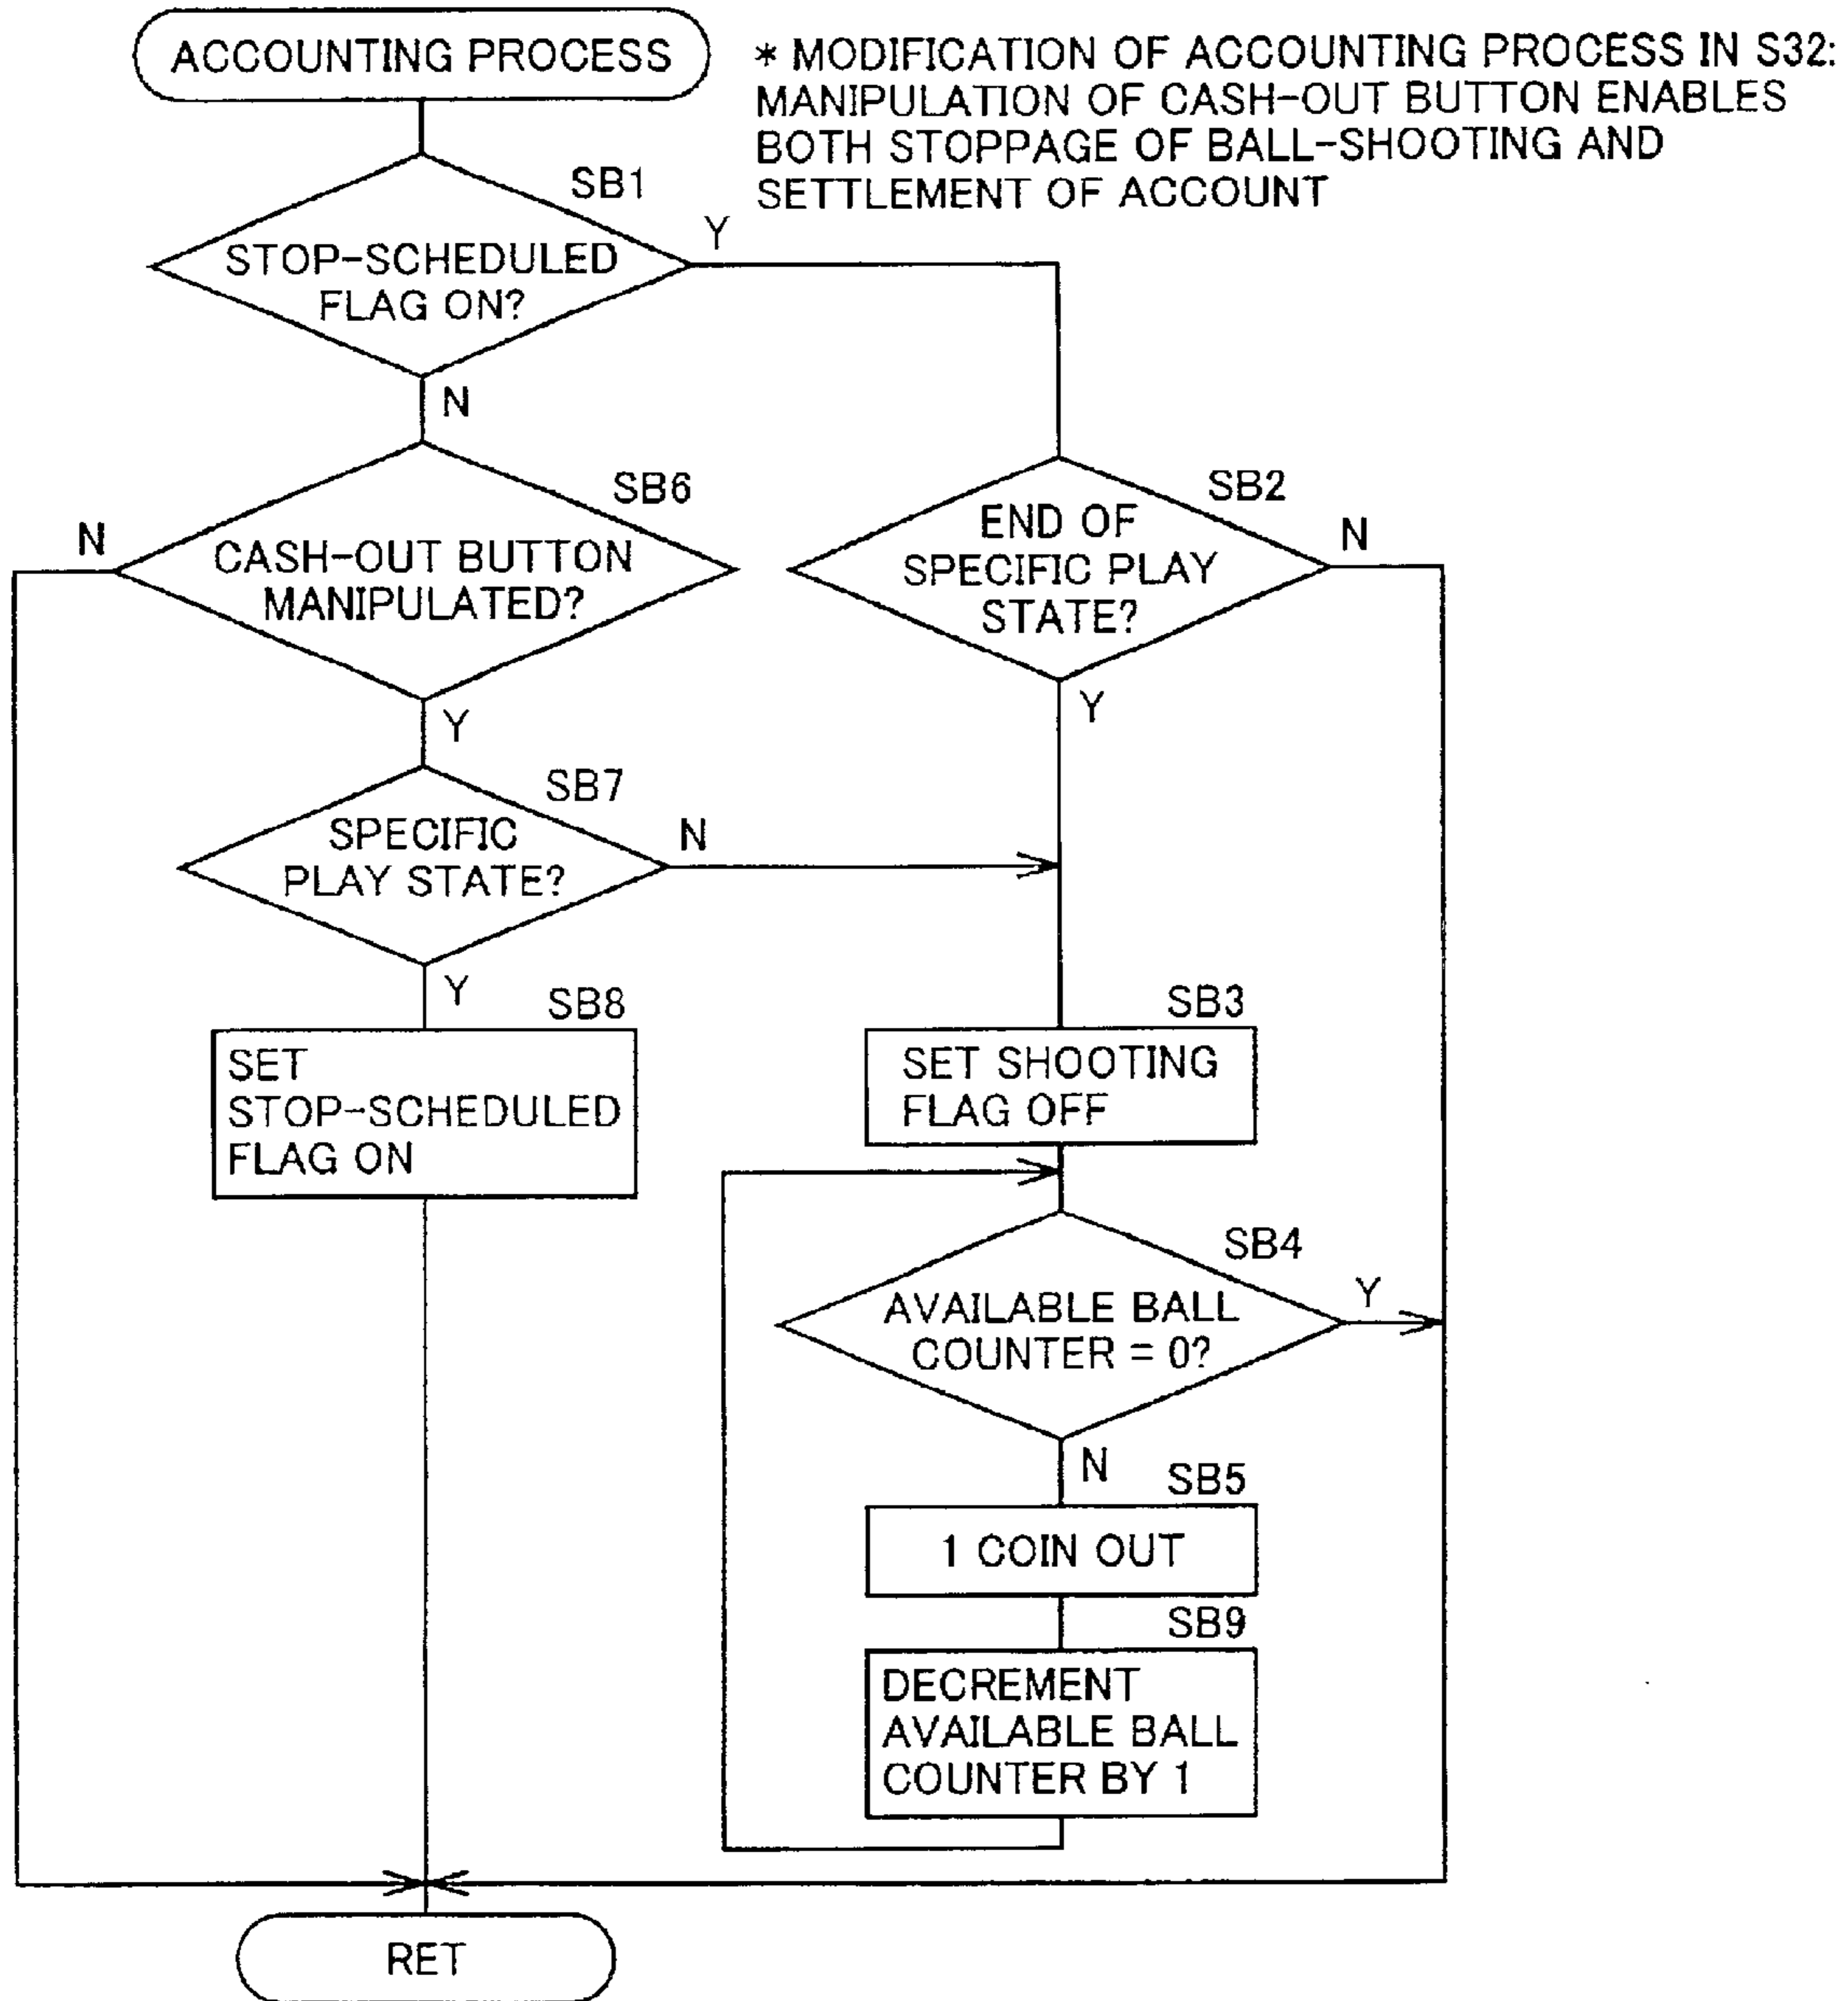 ACCOUNTING PROCESS
* MODIFICATION OF ACCOUNTING PROCESS IN S32:
MANIPULATION OF CASH-OUT BUTTON ENABLES
BOTH STOPPAGE OF BALL-SHOOTING AND
SETTLEMENT OF ACCOUNT
SB1
STOP-SCHEDULED
FLAG ON?
Y
N
SB6
CASH-OUT BUTTON
MANIPULATED?
N
Y
SB2
END OF
SPECIFIC PLAY
STATE?
N
Y
SB7
SPECIFIC
PLAY STATE?
N
Y
SB8
SET
STOP-SCHEDULED
FLAG ON
SB3
SET SHOOTING
FLAG OFF
SB4
AVAILABLE BALL
COUNTER = 0?
Y
N
SB5
1 COIN OUT
SB9
DECREMENT
AVAILABLE BALL
COUNTER BY 1
RET